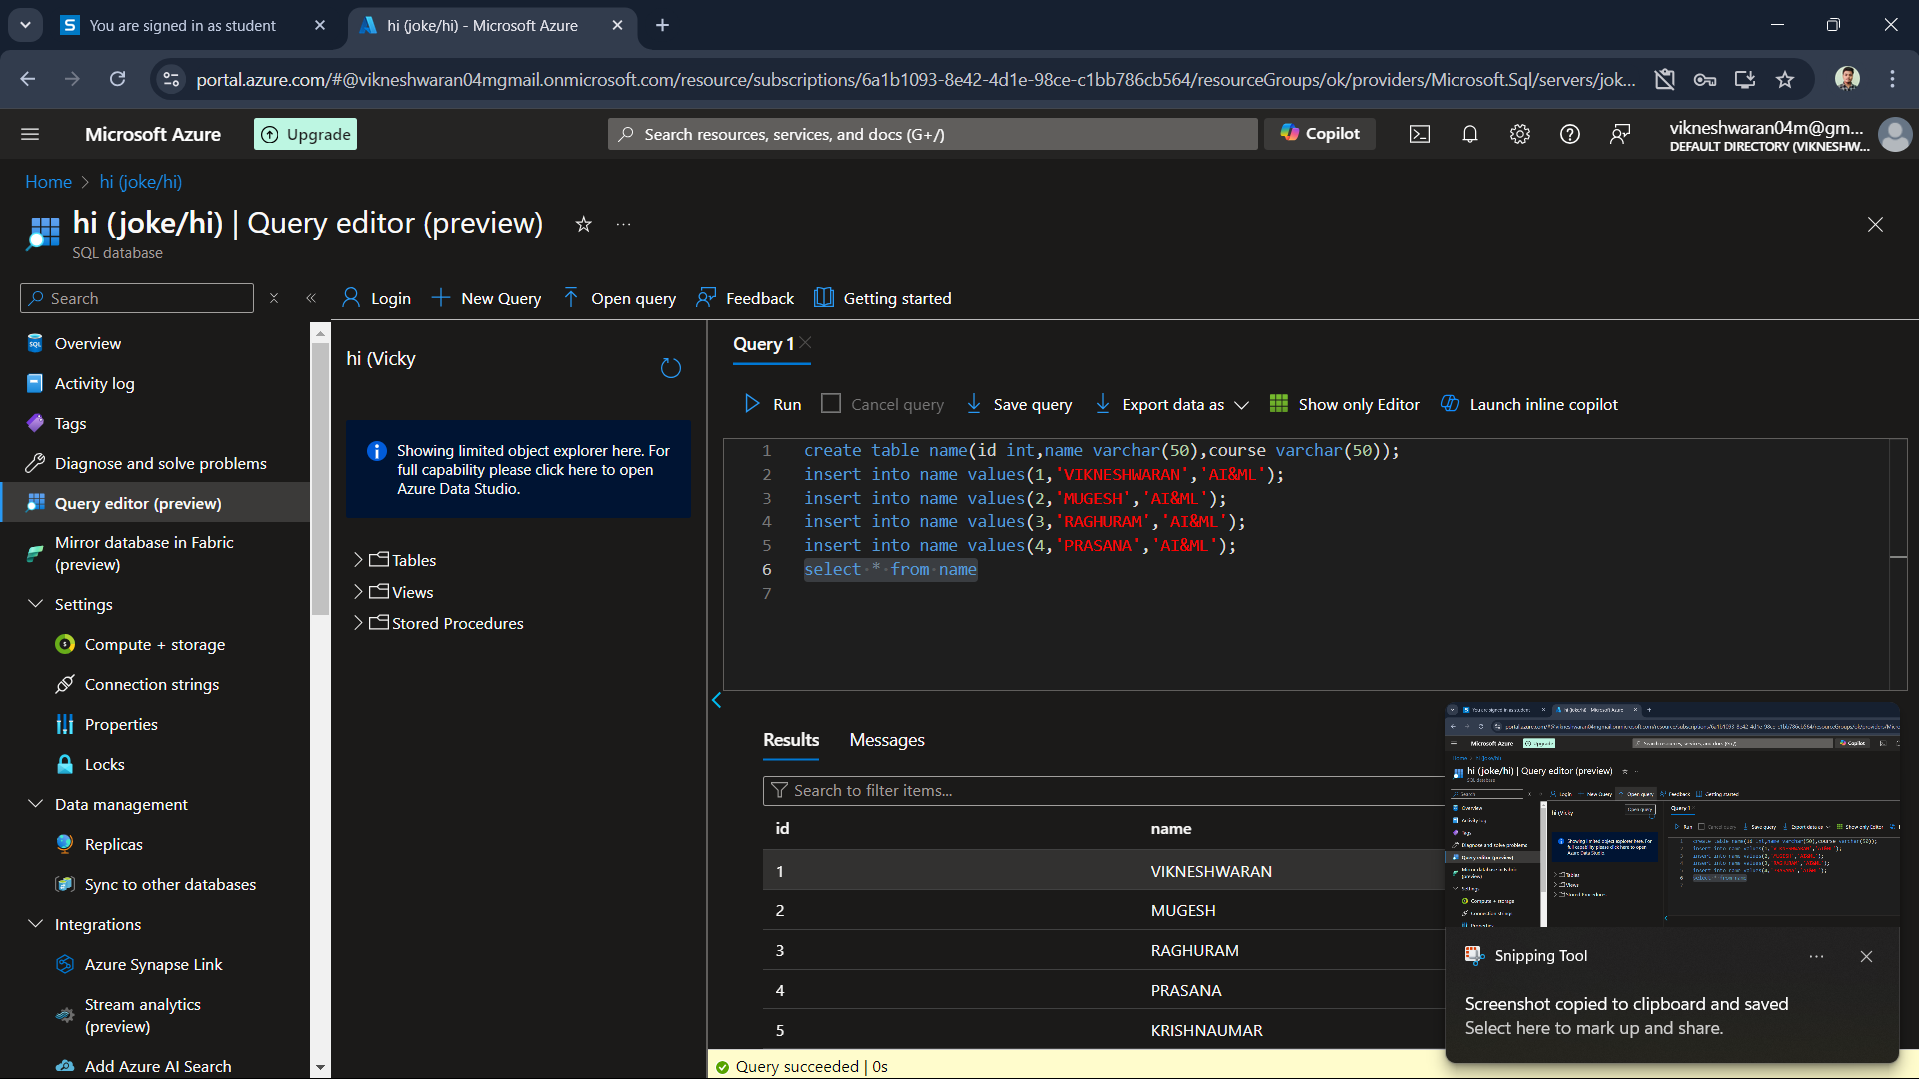 You are signed in as student
hi (joke/hi) - Microsoft Azure
portal.azure.com/#@vikneshwaran04mgmail.onmicrosoft.com/resource/subscriptions/6a1b1093-8e42-4d1e-98ce-c1bb786cb564/resourceGroups/ok/providers/Microsoft.Sql/servers/jok...
Microsoft Azure
Upgrade
Search resources, services, and docs (G+/)
Copilot
vikneshwaran04m@gm...
DEFAULT DIRECTORY (VIKNESHW...
Home > hi (joke/hi)
hi (joke/hi) | Query editor (preview)
SQL database
Search
Login
New Query
Open query
Feedback
Getting started
Overview
Activity log
Tags
Diagnose and solve problems
Query editor (preview)
Mirror database in Fabric
(preview)
Settings
Compute + storage
Connection strings
Properties
Locks
Data management
Replicas
Sync to other databases
Integrations
Azure Synapse Link
Stream analytics
(preview)
Add Azure AI Search
hi (Vicky
Showing limited object explorer here. For
full capability please click here to open
Azure Data Studio.
Tables
Views
Stored Procedures
Query 1
Run
Cancel query
Save query
Export data as
Show only Editor
Launch inline copilot
1 create table name(id int,name varchar(50),course varchar(50));
2 insert into name values(1,'VIKNESHWARAN','AI&ML');
3 insert into name values(2,'MUGESH','AI&ML');
4 insert into name values(3,'RAGHURAM','AI&ML');
5 insert into name values(4,'PRASANA','AI&ML');
6 select * from name
7
Results
Messages
Search to filter items...
id name
1 VIKNESHWARAN
2 MUGESH
3 RAGHURAM
4 PRASANA
5 KRISHNAUMAR
Query succeeded | 0s
Microsoft Azure
Upgrade
hi (joke/hi) | Query editor (preview)
Snipping Tool
Screenshot copied to clipboard and saved
Select here to mark up and share.